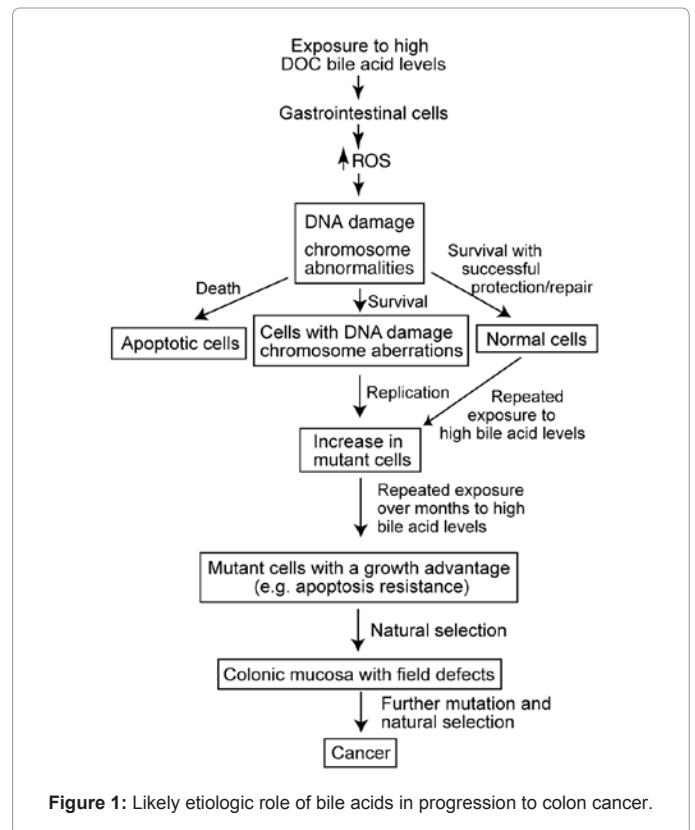 Exposure to high
DOC bile acid levels
Gastrointestinal cells
ROS
DNA damage
chromosome
abnormalities
Survival with
successful
protection/repair
Death
Survival
Apoptotic cells
Cells with DNA damage
chromosome aberrations
Normal cells
Replication
Repeated
exposure to
high bile acid levels
Increase in
mutant cells
Repeated exposure
over months to high
bile acid levels
Mutant cells with a growth advantage
(e.g. apoptosis resistance)
Natural selection
Colonic mucosa with field defects
Further mutation and
natural selection
Cancer
Figure 1: Likely etiologic role of bile acids in progression to colon cancer.